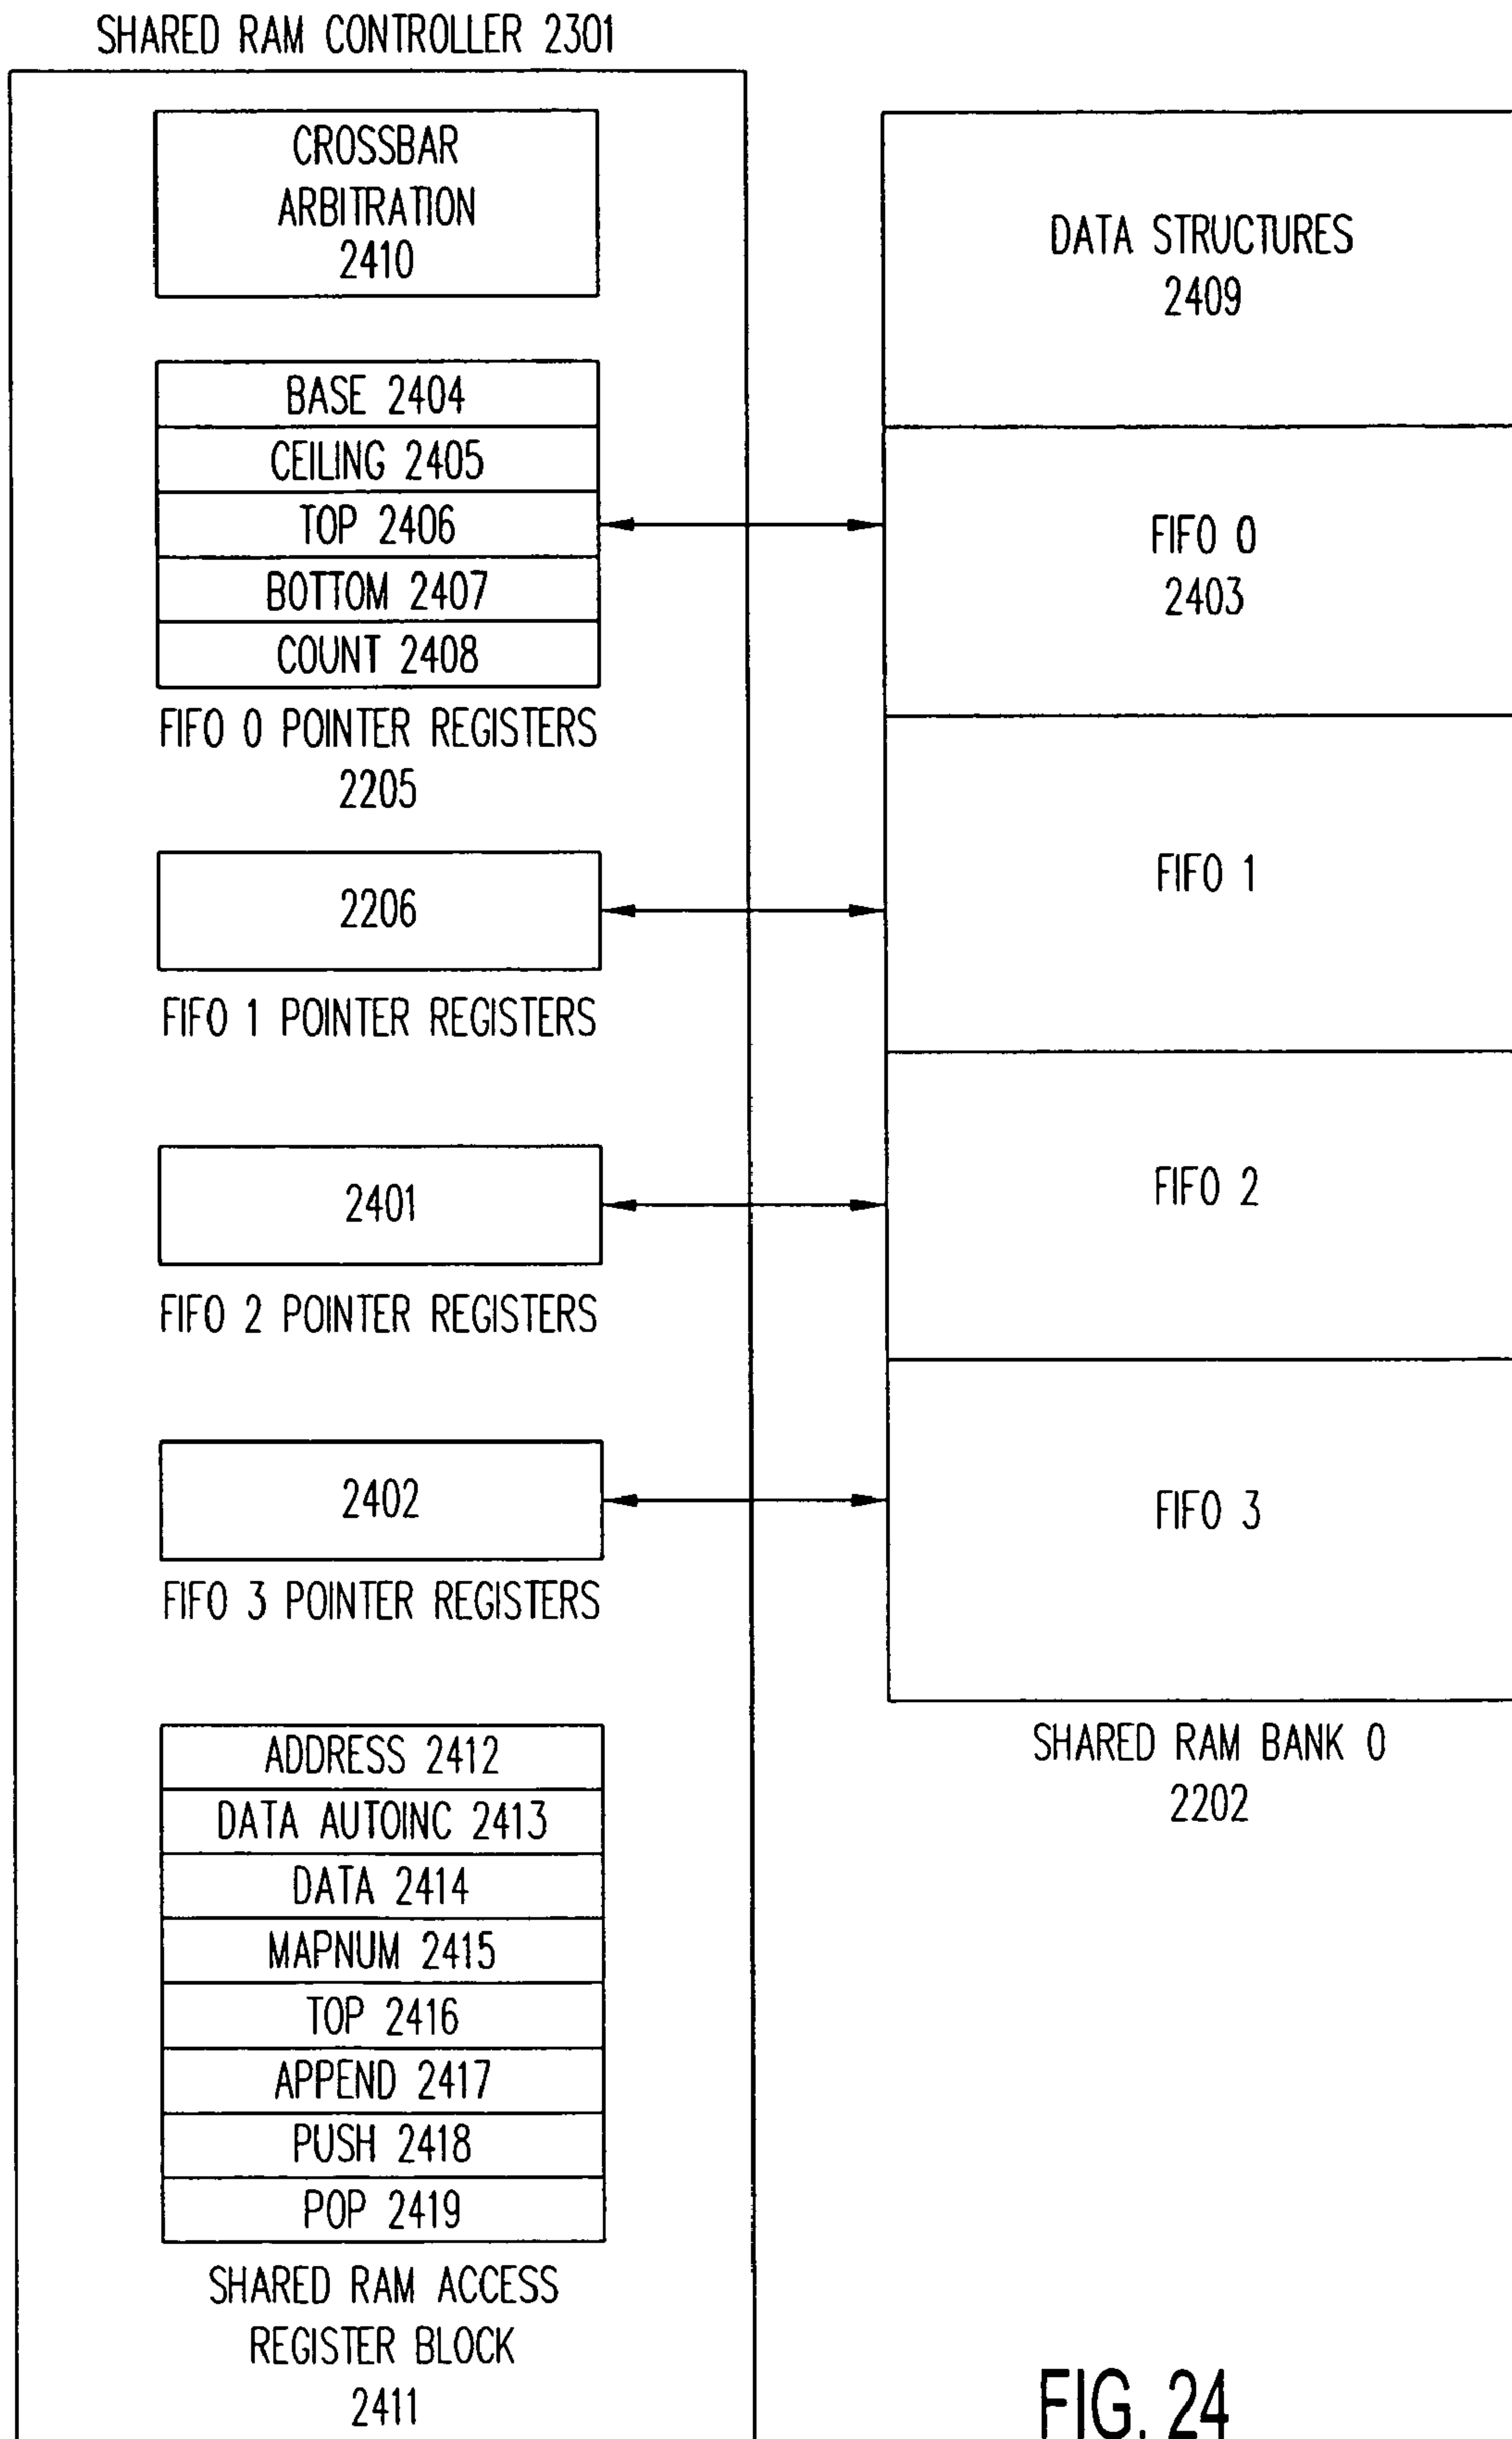 SHARED RAM CONTROLLER 2301
CROSSBAR
ARBITRATION
2410
BASE 2404
CEILING 2405
TOP 2406
BOTTOM 2407
COUNT 2408
FIFO 0 POINTER REGISTERS
2205
2206
FIFO 1 POINTER REGISTERS
2401
FIFO 2 POINTER REGISTERS
2402
FIFO 3 POINTER REGISTERS
ADDRESS 2412
DATA AUTOINC 2413
DATA 2414
MAPNUM 2415
TOP 2416
APPEND 2417
PUSH 2418
POP 2419
SHARED RAM ACCESS
REGISTER BLOCK
2411
DATA STRUCTURES
2409
FIFO 0
2403
FIFO 1
FIFO 2
FIFO 3
SHARED RAM BANK 0
2202
FIG. 24